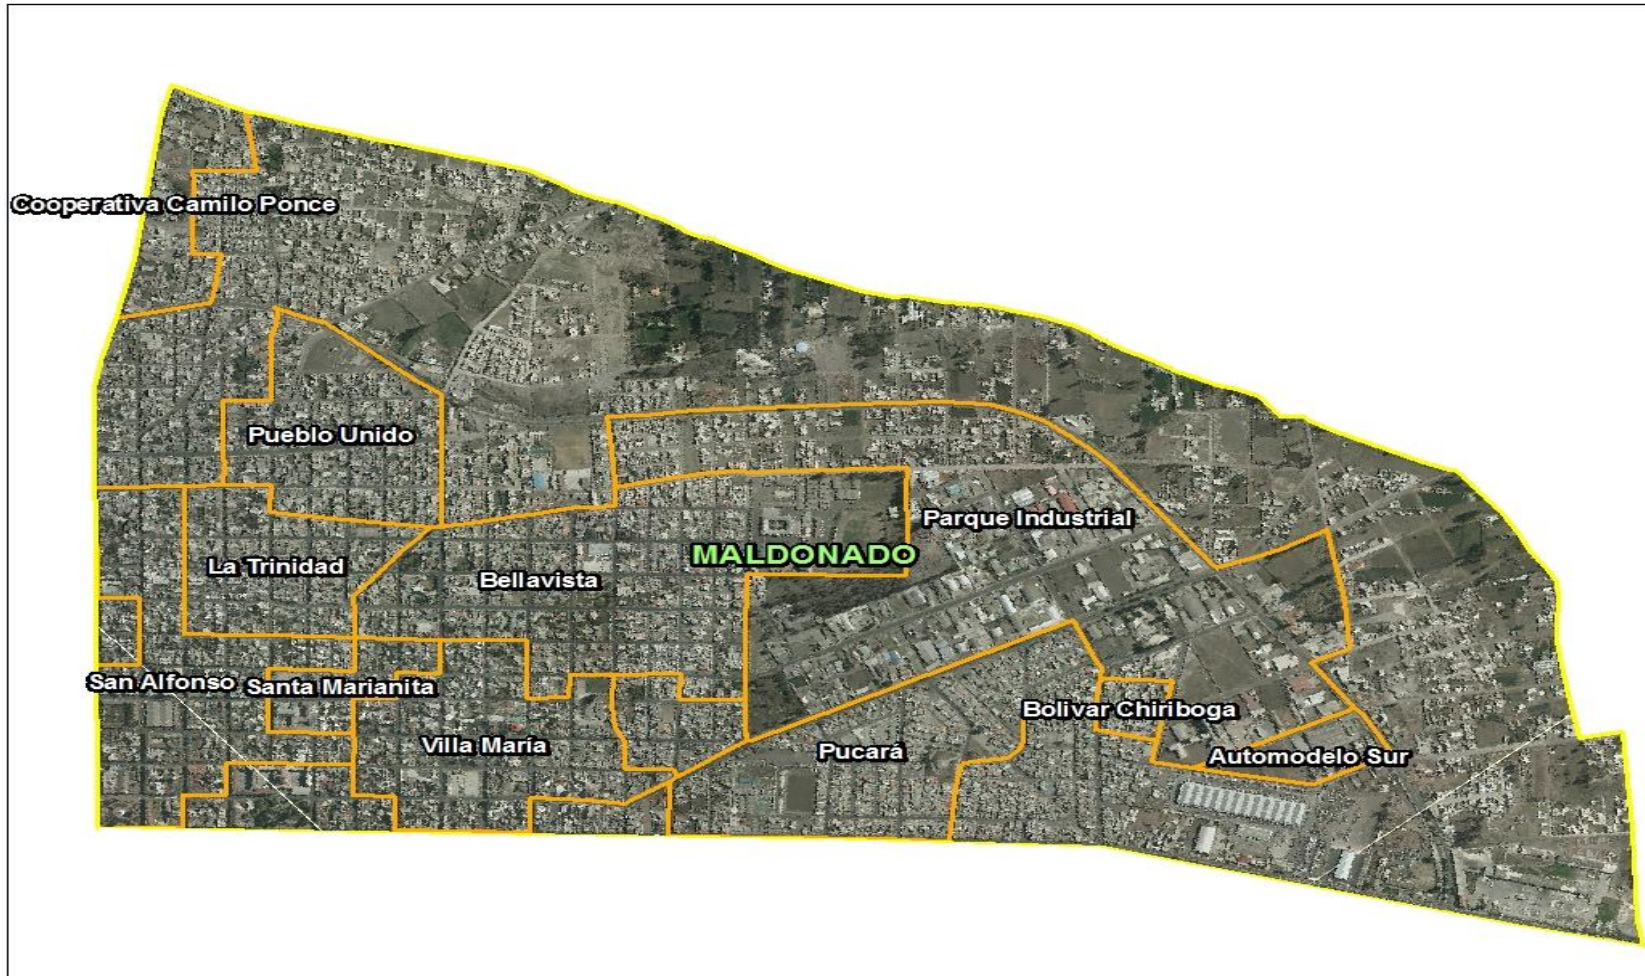 Cooperativa Camilo Ponce
Pueblo Unido
Parque Industrial
MALDONADO
La Trinidad
Bellavista
San Alfonso
Santa Marianita
Bolivar Chiriboga
Villa María
Pucará
Automodelo Sur